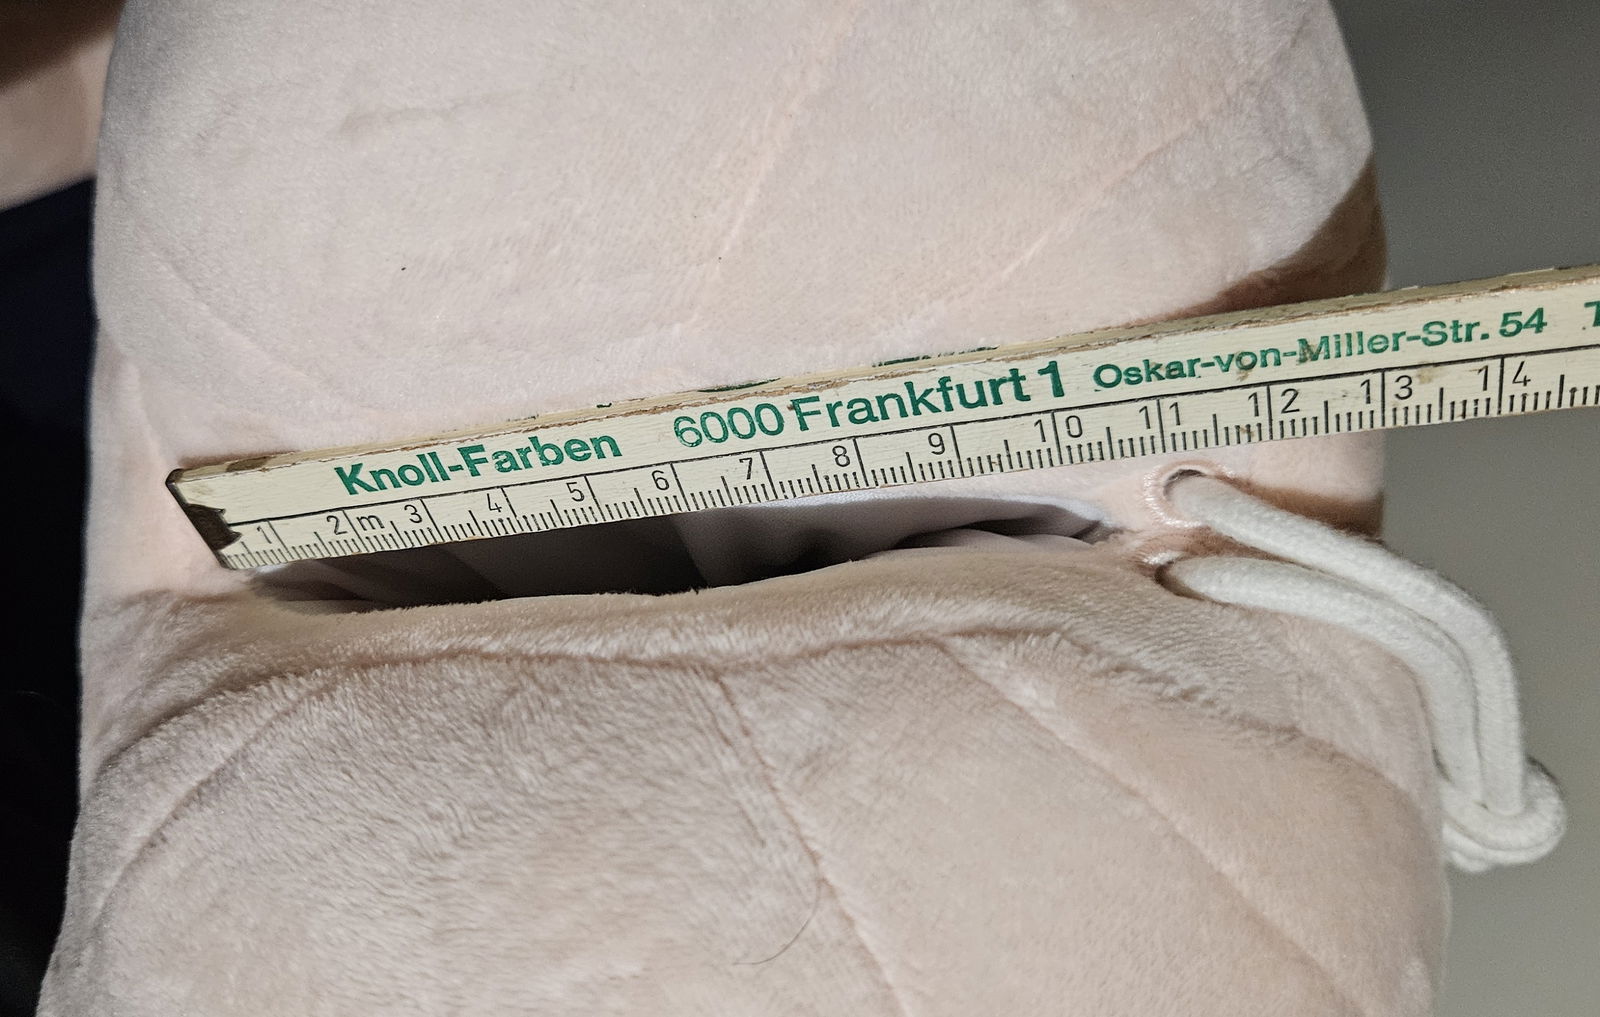 Knoll-Farben 6000 Frankfurt 1 Oskar-von-Miller-Str. 54
1 2 m 3 4 5 6 7 8 9 10 11 12 13 14